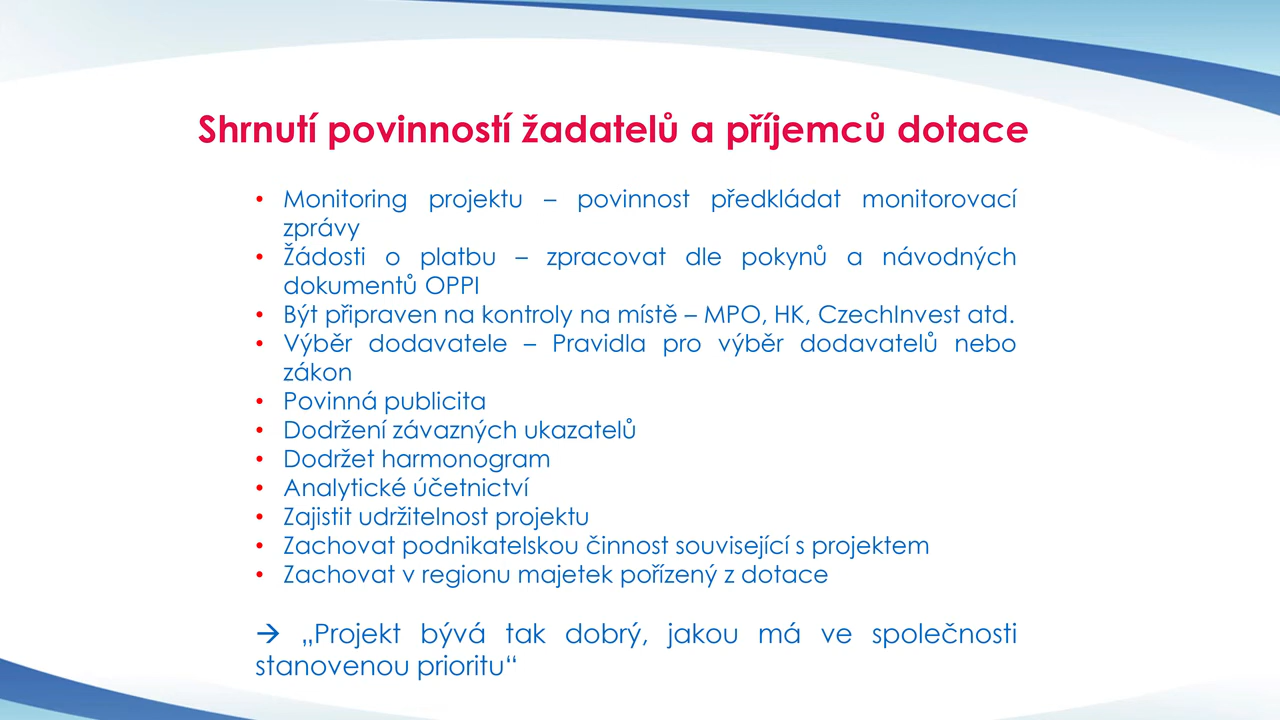 Shrnutí povinností žadatelů a příjemců dotace
• Monitoring projektu – povinnost předkládat monitorovací
zprávy
• Žádosti o platbu – zpracovat dle pokynů a návodných
dokumentů OPPI
• Být připraven na kontroly na místě – MPO, HK, CzechInvest atd.
• Výběr dodavatele – Pravidla pro výběr dodavatelů nebo
zákon
• Povinná publicita
• Dodržení závazných ukazatelů
• Dodržet harmonogram
• Analytické účetnictví
• Zajistit udržitelnost projektu
• Zachovat podnikatelskou činnost související s projektem
• Zachovat v regionu majetek pořízený z dotace
→ „Projekt bývá tak dobrý, jakou má ve společnosti
stanovenou prioritu“